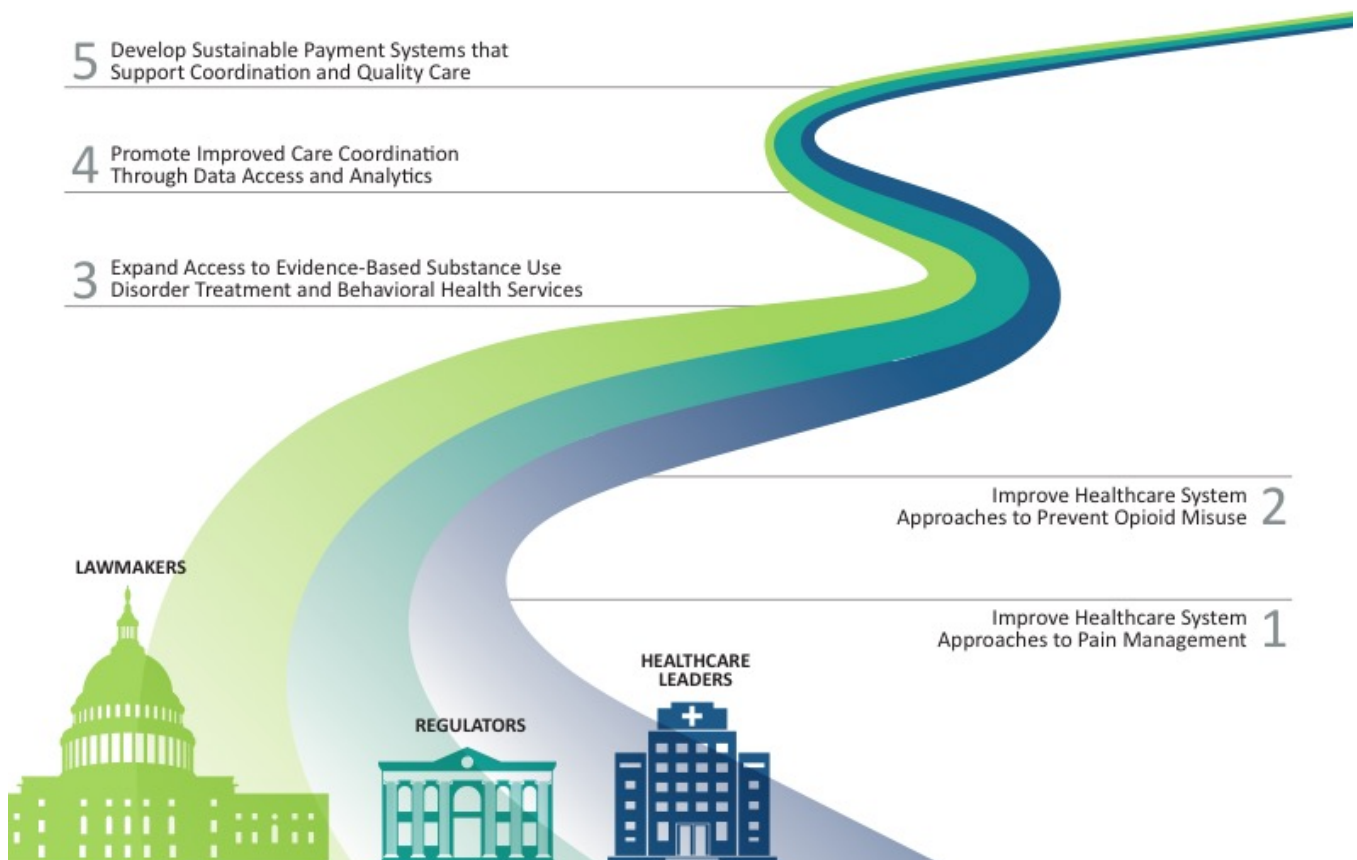 5 Develop Sustainable Payment Systems that
Support Coordination and Quality Care
4 Promote Improved Care Coordination
Through Data Access and Analytics
3 Expand Access to Evidence-Based Substance Use
Disorder Treatment and Behavioral Health Services
Improve Healthcare System 2
Approaches to Prevent Opioid Misuse
Improve Healthcare System 1
Approaches to Pain Management
LAWMAKERS
REGULATORS
HEALTHCARE
LEADERS